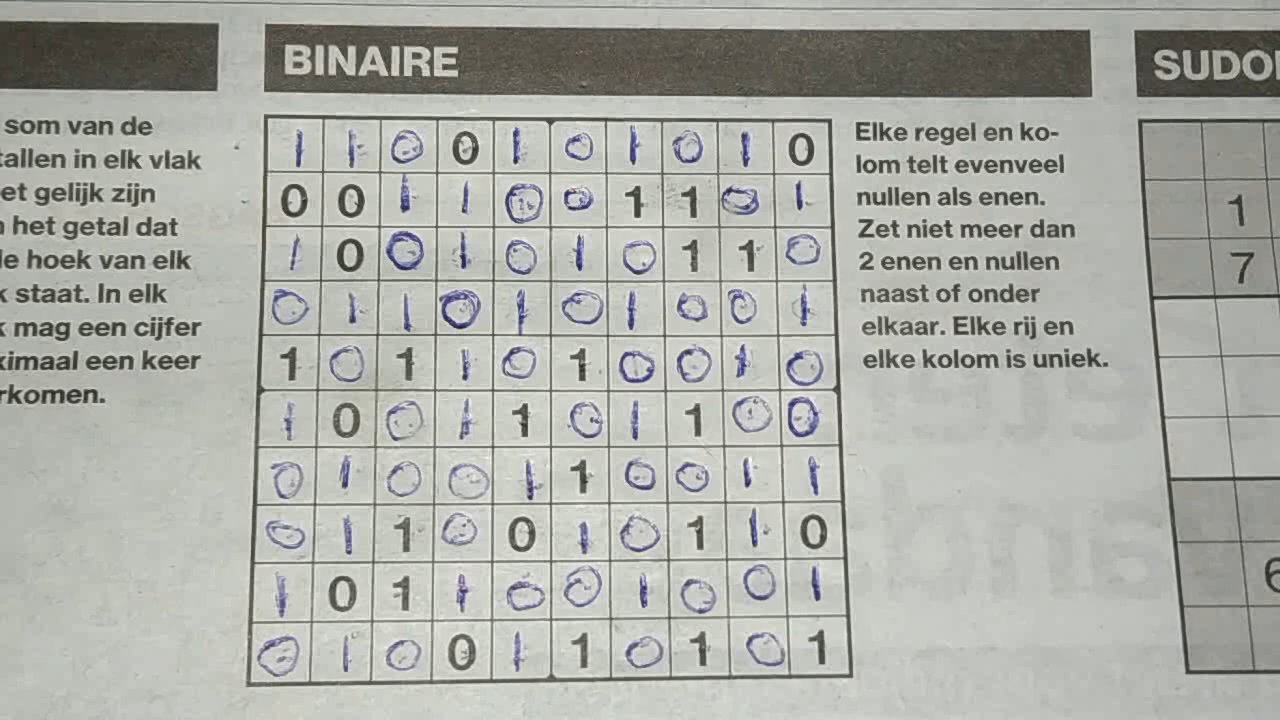 BINAIRE
SUDO
som van de
tallen in elk vlak
et gelijk zijn
het getal dat
le hoek van elk
k staat. In elk
k mag een cijfer
ximaal een keer
rkomen.
1 1 0 0 1 0 1 0 1 0
0 0 1 1 0 0 1 1 0 1
1 0 0 1 0 1 0 1 1 0
0 1 1 0 1 0 1 0 0 1
1 0 1 1 0 1 0 0 1 0
1 0 0 1 1 0 1 1 0 0
0 1 0 0 1 1 0 0 1 1
0 1 1 0 0 1 0 1 1 0
1 0 1 1 0 0 1 0 0 1
0 1 0 0 1 1 0 1 0 1
Elke regel en ko-
lom telt evenveel
nullen als enen.
Zet niet meer dan
2 enen en nullen
naast of onder
elkaar. Elke rij en
elke kolom is uniek.
1
7
6